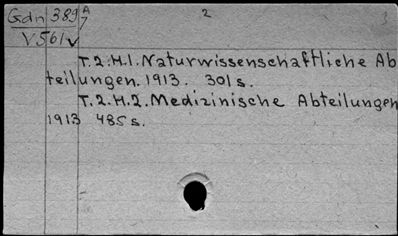 Gdn 389 A 2 3
V561v 7
T.2.H.1. Naturwissenschaftliche Ab
teilungen. 1913. 301 s.
T.2.H.2. Medizinische Abteilungen
1913 485 s.